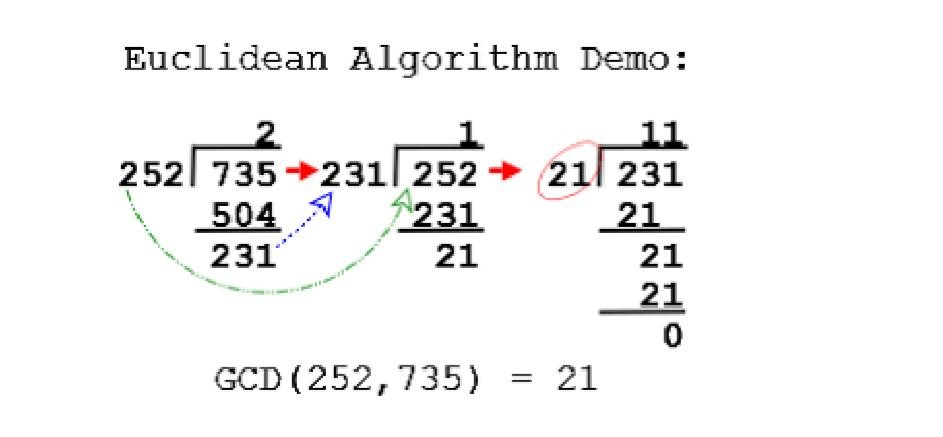 Euclidean Algorithm Demo:
2 1 11
252 735 231 252 21 231
504 231 21
231 21 21
21
0
GCD(252,735) = 21